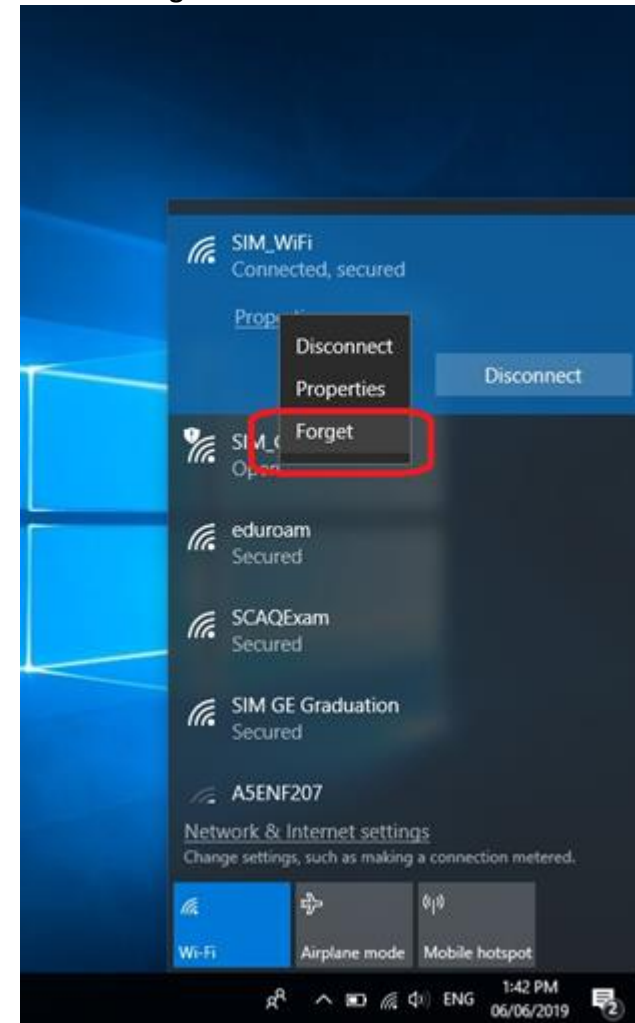 SIM_WiFi
Connected, secured
Disconnect
Properties
Forget
Disconnect
eduroam
Secured
SCAQExam
Secured
SIM GE Graduation
Secured
A5ENF207
Network & Internet settings
Change settings, such as making a connection metered.
Wi-Fi
Airplane mode
Mobile hotspot
ENG
1:42 PM
06/06/2019
2